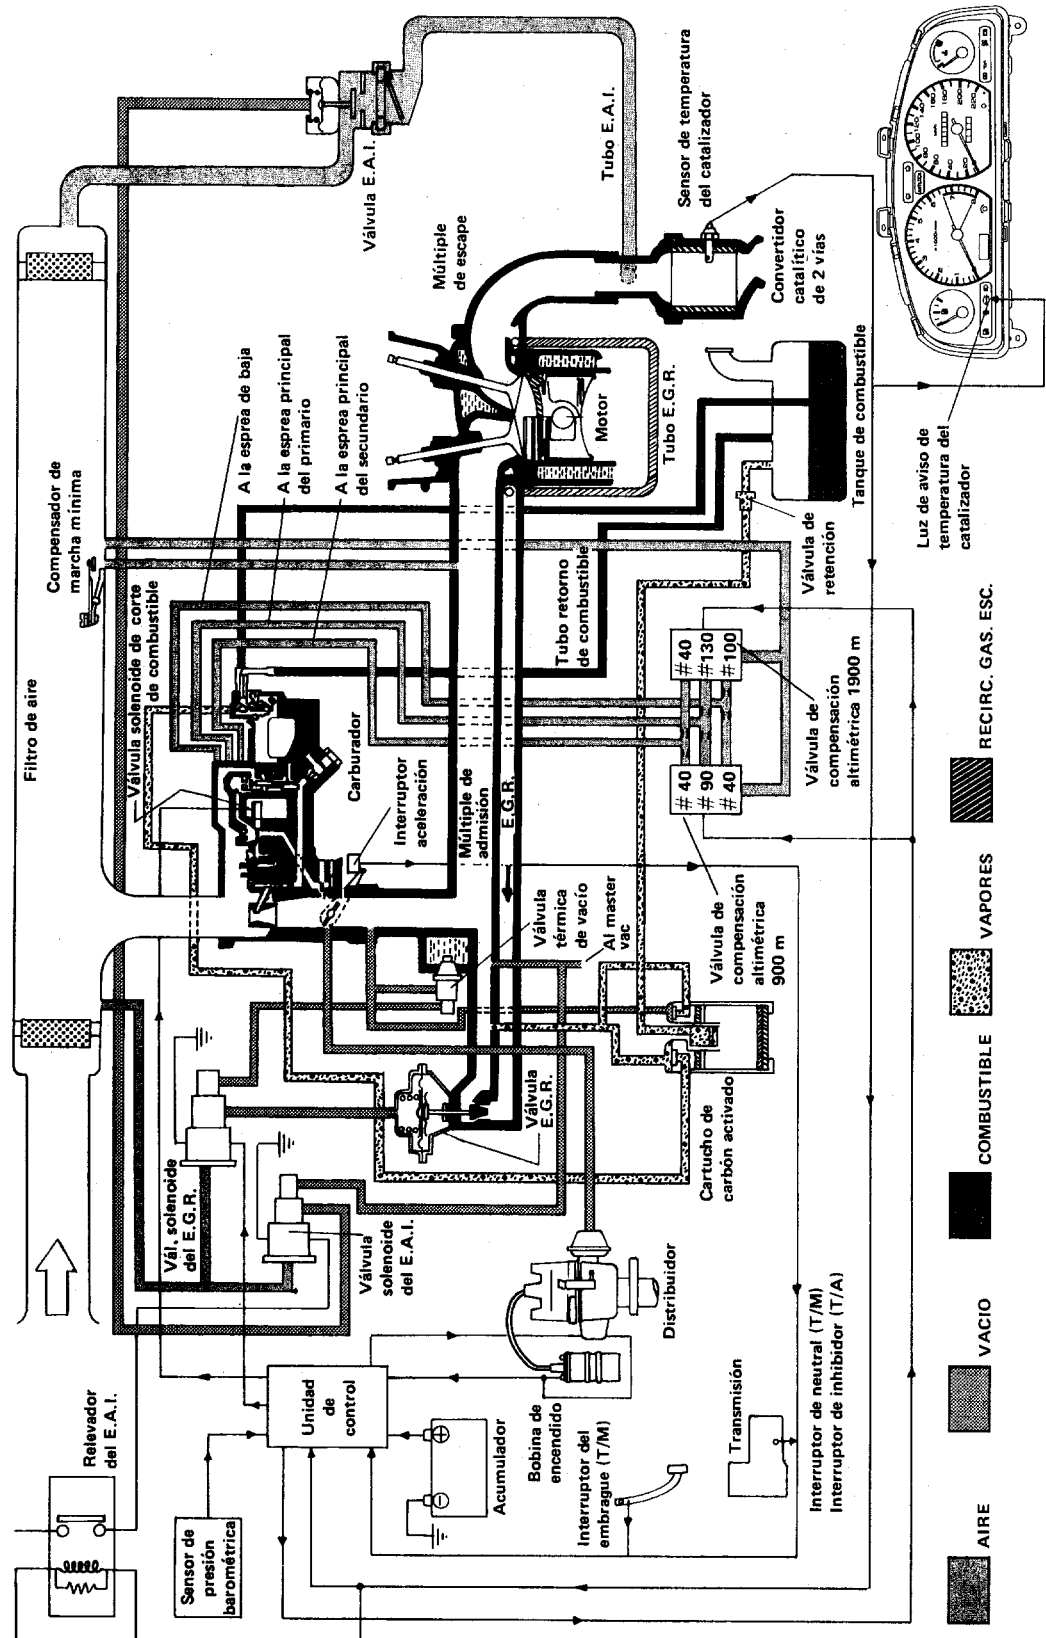 Filtro de aire
Compensador de
marcha mínima
Relevador
del E.A.I.
Sensor de
presión
barométrica
Válvula solenoide de corte
de combustible
Vál. solenoide
del E.G.R.
A la esprea de baja
A la esprea principal
del primario
A la esprea principal
del secundario
Válvula E.A.I.
Unidad
de
control
Válvula
solenoide
del E.A.I.
Carburador
Interruptor
aceleración
Múltiple
de escape
Múltiple de
admisión
Acumulador
E.G.R.
Válvula
E.G.R.
Válvula
térmica
de vacío
Al master
vac
Bobina de
encendido
Interruptor del
embrague (T/M)
Tubo retorno
de combustible
Motor
Tubo E.A.I.
Tubo E.G.R.
Distribuidor
Sensor de temperatura
del catalizador
# 40
# 90
# 40
# 40
# 130
# 100
Cartucho de
carbón activado
Válvula de
compensación
altimétrica
900 m
Válvula de
compensación
altimétrica 1900 m
Válvula de
retención
Convertidor
catalítico
de 2 vías
Transmisión
Interruptor de neutral (T/M)
Interruptor de inhibidor (T/A)
Tanque de combustible
Luz de aviso de
temperatura del
catalizador
AIRE
VACIO
COMBUSTIBLE
VAPORES
RECIRC. GAS. ESC.